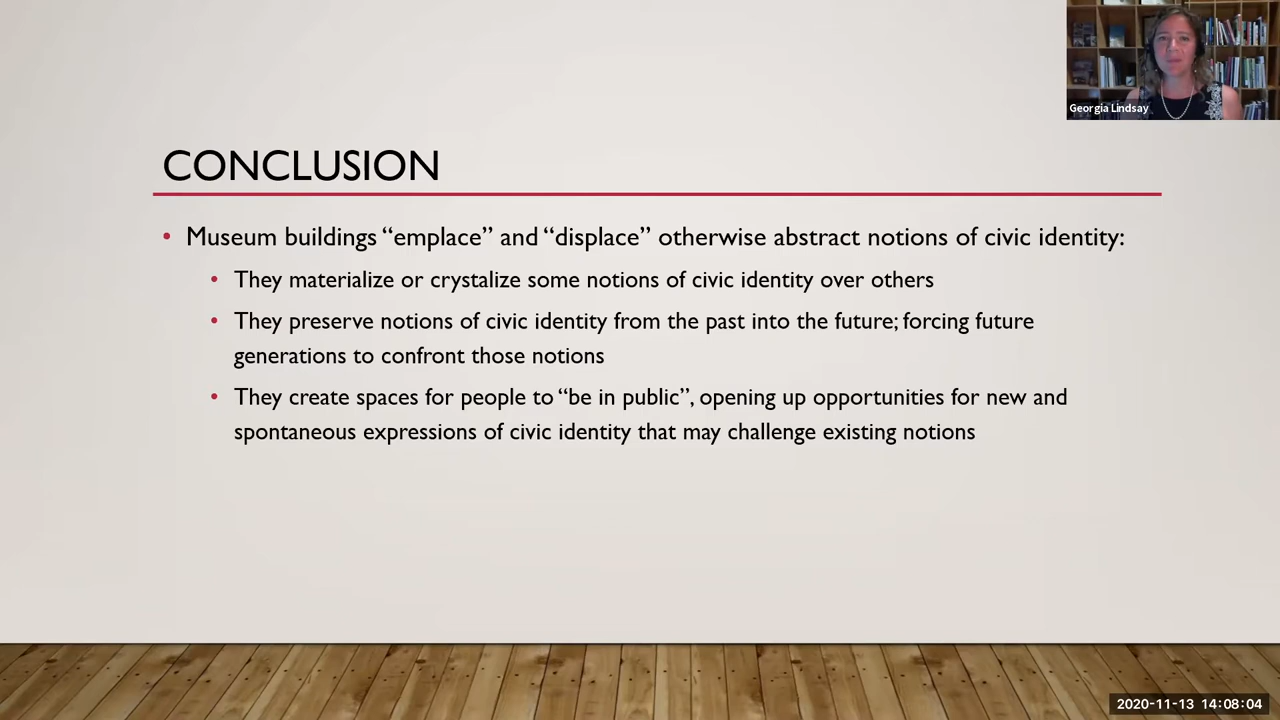 Georgia Lindsay
CONCLUSION
• Museum buildings “emplace” and “displace” otherwise abstract notions of civic identity:
• They materialize or crystalize some notions of civic identity over others
• They preserve notions of civic identity from the past into the future; forcing future
generations to confront those notions
• They create spaces for people to “be in public”, opening up opportunities for new and
spontaneous expressions of civic identity that may challenge existing notions
2020-11-13 14:08:04